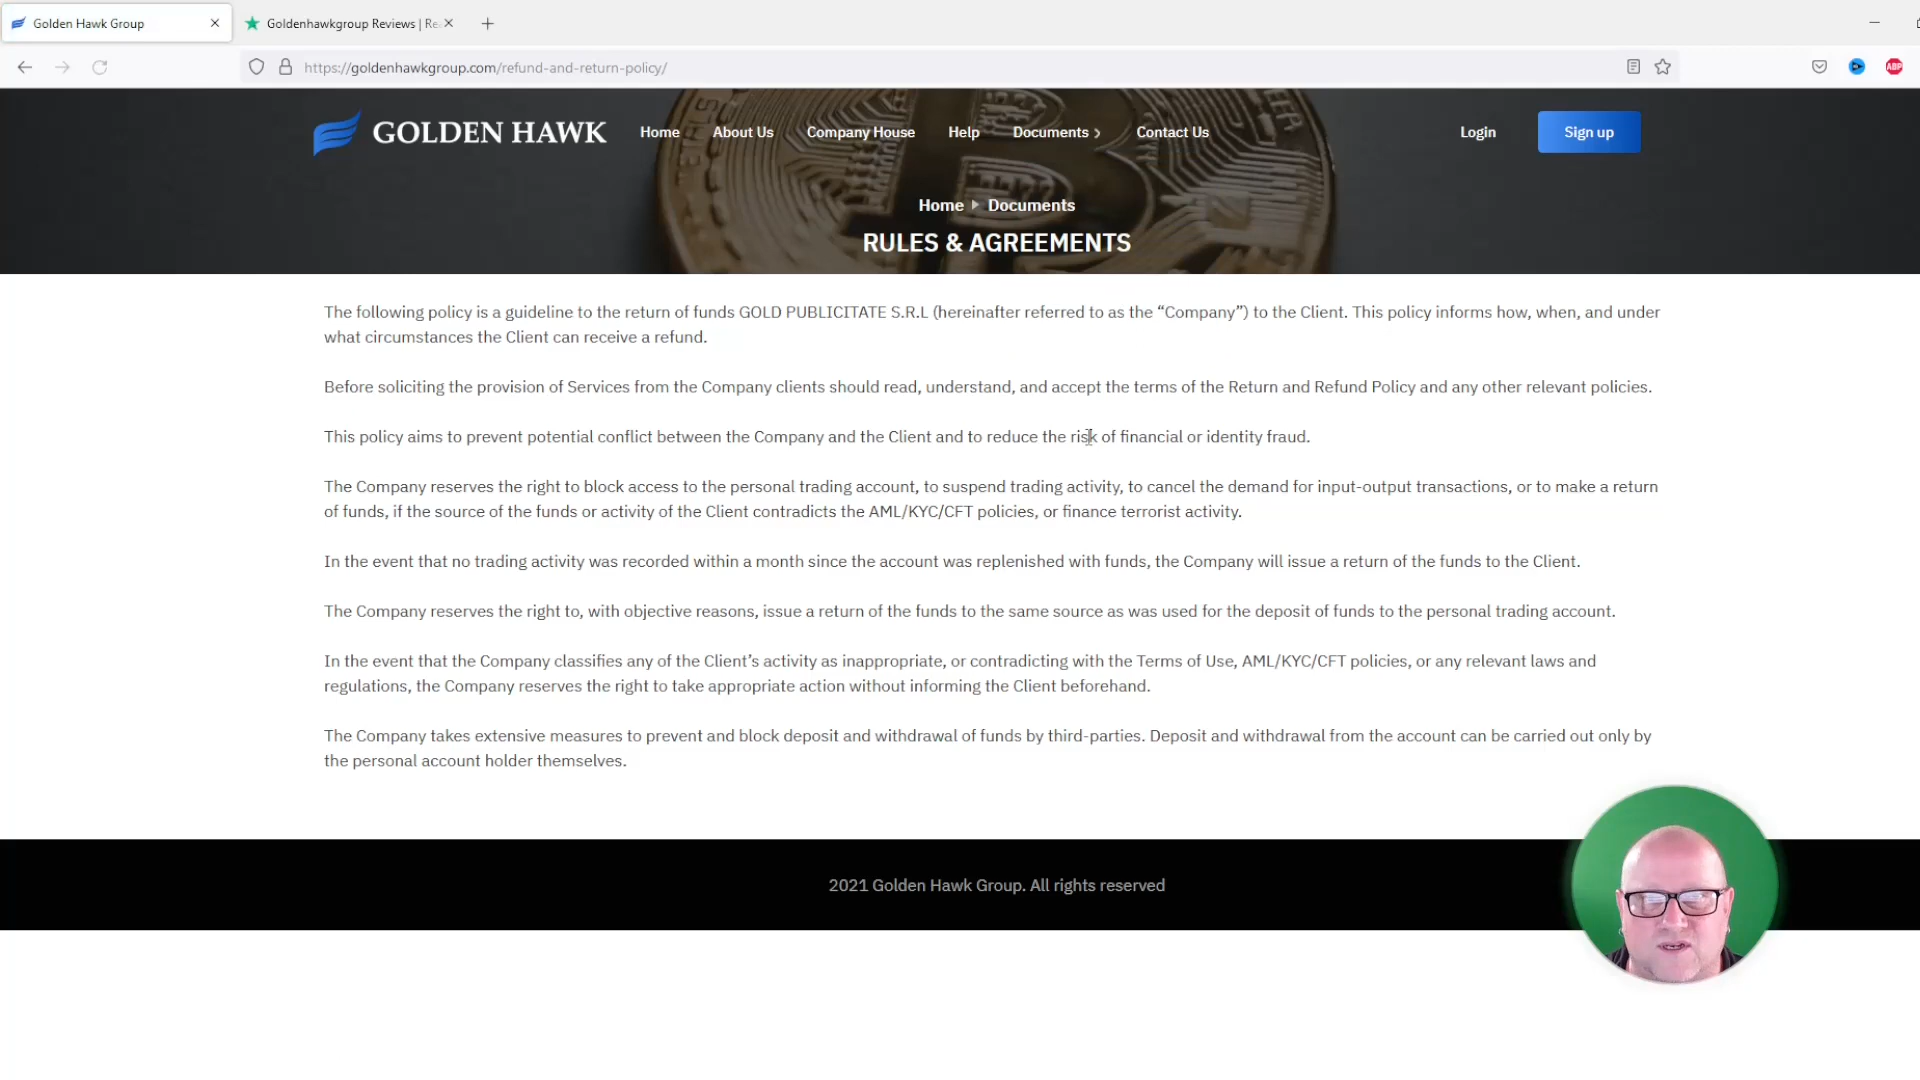 Golden Hawk Group
Goldenhawkgroup Reviews | Re
https://goldenhawkgroup.com/refund-and-return-policy/
ABP
GOLDEN HAWK
Home
About Us
Company House
Help
Documents
Contact Us
Login
Sign up
Home
Documents
RULES & AGREEMENTS
The following policy is a guideline to the return of funds GOLD PUBLICITATE S.R.L (hereinafter referred to as the “Company”) to the Client. This policy informs how, when, and under
what circumstances the Client can receive a refund.
Before soliciting the provision of Services from the Company clients should read, understand, and accept the terms of the Return and Refund Policy and any other relevant policies.
This policy aims to prevent potential conflict between the Company and the Client and to reduce the risk of financial or identity fraud.
The Company reserves the right to block access to the personal trading account, to suspend trading activity, to cancel the demand for input-output transactions, or to make a return
of funds, if the source of the funds or activity of the Client contradicts the AML/KYC/CFT policies, or finance terrorist activity.
In the event that no trading activity was recorded within a month since the account was replenished with funds, the Company will issue a return of the funds to the Client.
The Company reserves the right to, with objective reasons, issue a return of the funds to the same source as was used for the deposit of funds to the personal trading account.
In the event that the Company classifies any of the Client’s activity as inappropriate, or contradicting with the Terms of Use, AML/KYC/CFT policies, or any relevant laws and
regulations, the Company reserves the right to take appropriate action without informing the Client beforehand.
The Company takes extensive measures to prevent and block deposit and withdrawal of funds by third-parties. Deposit and withdrawal from the account can be carried out only by
the personal account holder themselves.
2021 Golden Hawk Group. All rights reserved